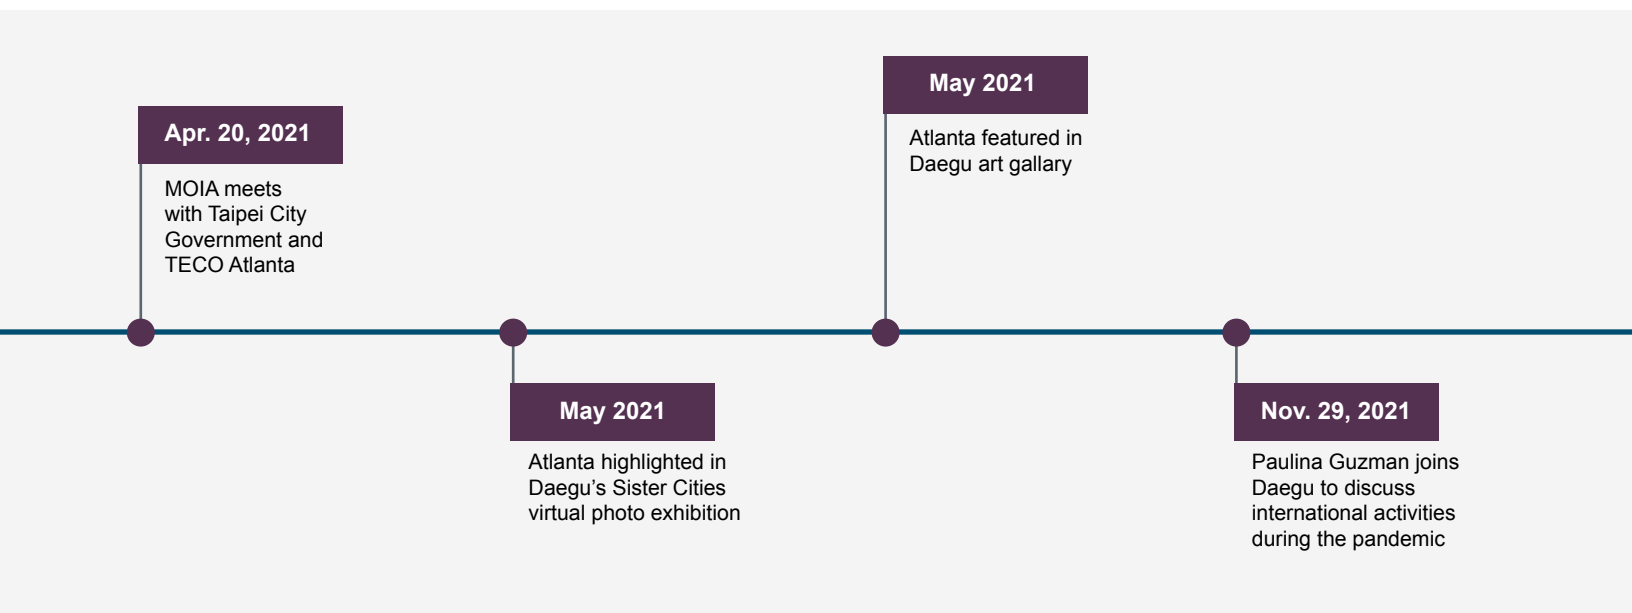 Apr. 20, 2021
MOIA meets
with Taipei City
Government and
TECO Atlanta
May 2021
Atlanta highlighted in
Daegu’s Sister Cities
virtual photo exhibition
May 2021
Atlanta featured in
Daegu art gallary
Nov. 29, 2021
Paulina Guzman joins
Daegu to discuss
international activities
during the pandemic